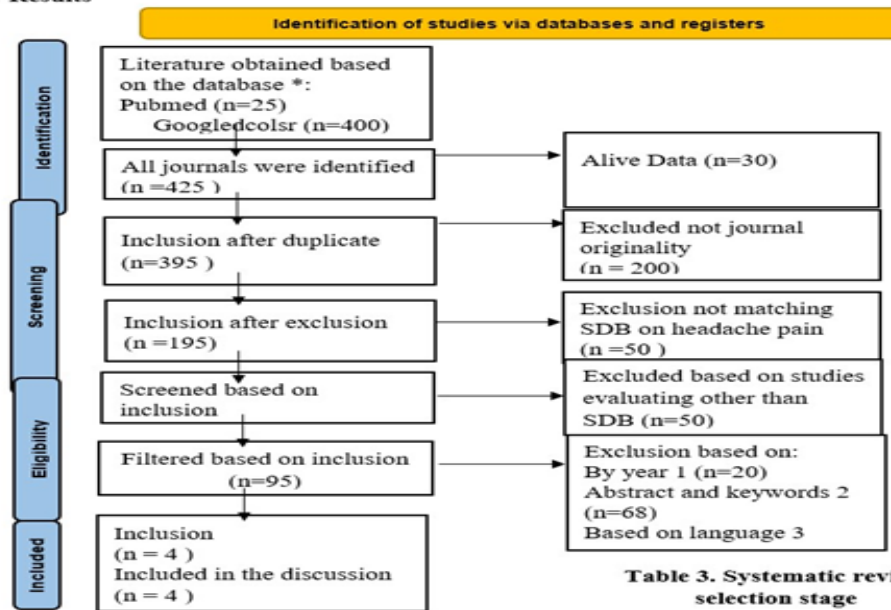 Results
Identification of studies via databases and registers
Identification
Literature obtained based
on the database *:
Pubmed (n=25)
Googledcolsr (n=400)
All journals were identified
(n =425 )
Alive Data (n=30)
Screening
Inclusion after duplicate
(n=395 )
Excluded not journal
originality
(n = 200)
Inclusion after exclusion
(n =195)
Exclusion not matching
SDB on headache pain
(n =50 )
Eligibility
Screened based on
inclusion
Excluded based on studies
evaluating other than
SDB (n=50)
Filtered based on inclusion
(n=95)
Exclusion based on:
By year 1 (n=20)
Abstract and keywords 2
(n=68)
Based on language 3
Included
Inclusion
(n = 4 )
Included in the discussion
(n = 4 )
Table 3. Systematic revi
selection stage